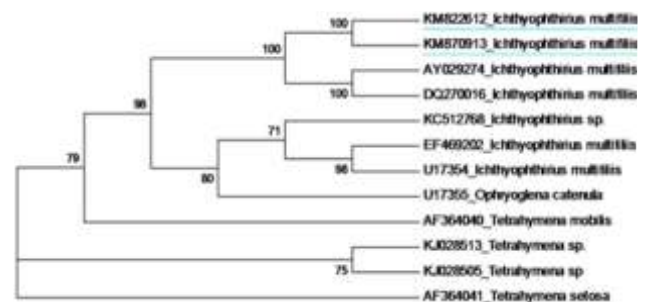 100
KM822612_Ichthyophthirius multifiliis
KM870913_Ichthyophthirius multifiliis
100
AY029274_Ichthyophthirius multifiliis
98
100
DQ270016_Ichthyophthirius multifiliis
71
KC512768_Ichthyophthirius sp.
79
EF469202_Ichthyophthirius multifiliis
98
U17354_Ichthyophthirius multifiliis
80
U17355_Ophryoglena catenula
AF364040_Tetrahymena mobilis
KJ028513_Tetrahymena sp.
75
KJ028505_Tetrahymena sp
AF364041_Tetrahymena setosa